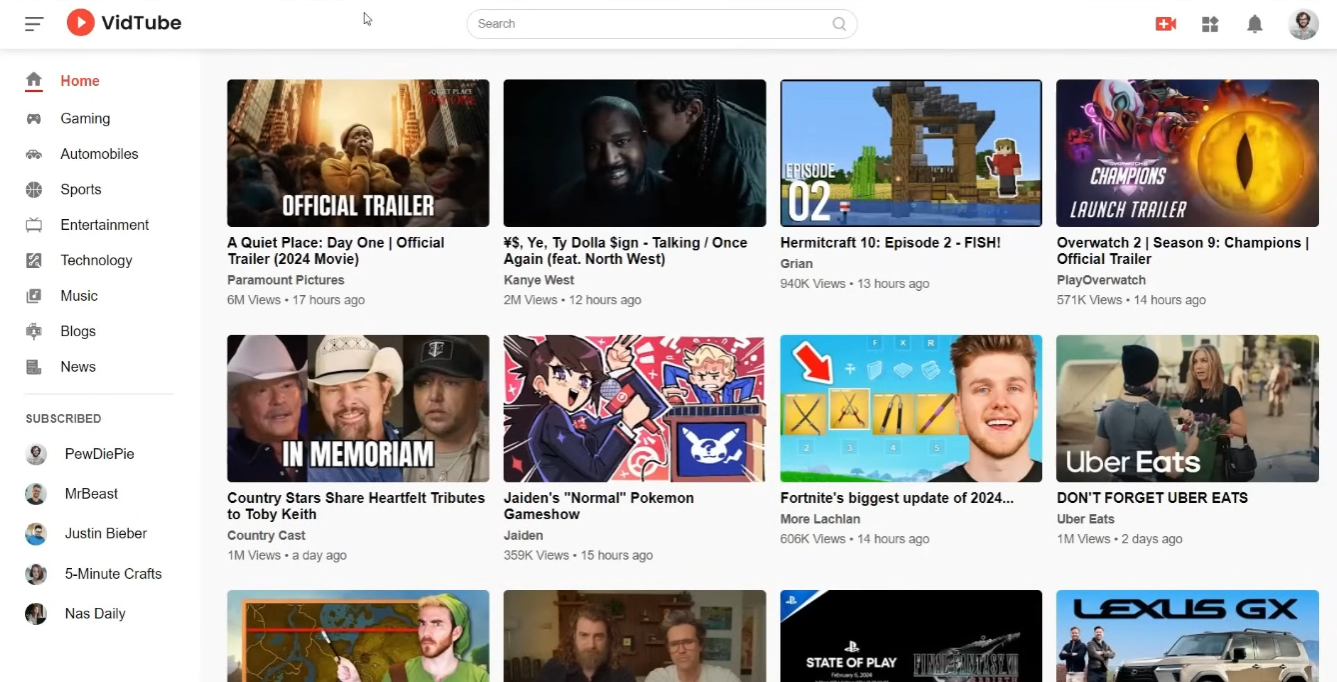 VidTube
Search
Home
Gaming
Automobiles
Sports
Entertainment
Technology
Music
Blogs
News
SUBSCRIBED
PewDiePie
MrBeast
Justin Bieber
5-Minute Crafts
Nas Daily
OFFICIAL TRAILER
A Quiet Place: Day One | Official
Trailer (2024 Movie)
Paramount Pictures
6M Views • 17 hours ago
¥$, Ye, Ty Dolla $ign - Talking / Once
Again (feat. North West)
Kanye West
2M Views • 12 hours ago
EPISODE
02
Hermitcraft 10: Episode 2 - FISH!
Grian
940K Views • 13 hours ago
CHAMPIONS
LAUNCH TRAILER
Overwatch 2 | Season 9: Champions |
Official Trailer
PlayOverwatch
571K Views • 14 hours ago
IN MEMORIAM
Country Stars Share Heartfelt Tributes
to Toby Keith
Country Cast
1M Views • a day ago
Jaiden's "Normal" Pokemon
Gameshow
Jaiden
359K Views • 15 hours ago
F X R
2 3 4 5
Fortnite's biggest update of 2024...
More Lachlan
606K Views • 14 hours ago
Uber Eats
DON'T FORGET UBER EATS
Uber Eats
1M Views • 2 days ago
STATE OF PLAY
February 6, 2024
FINAL FANTASY VII
LEXUS GX